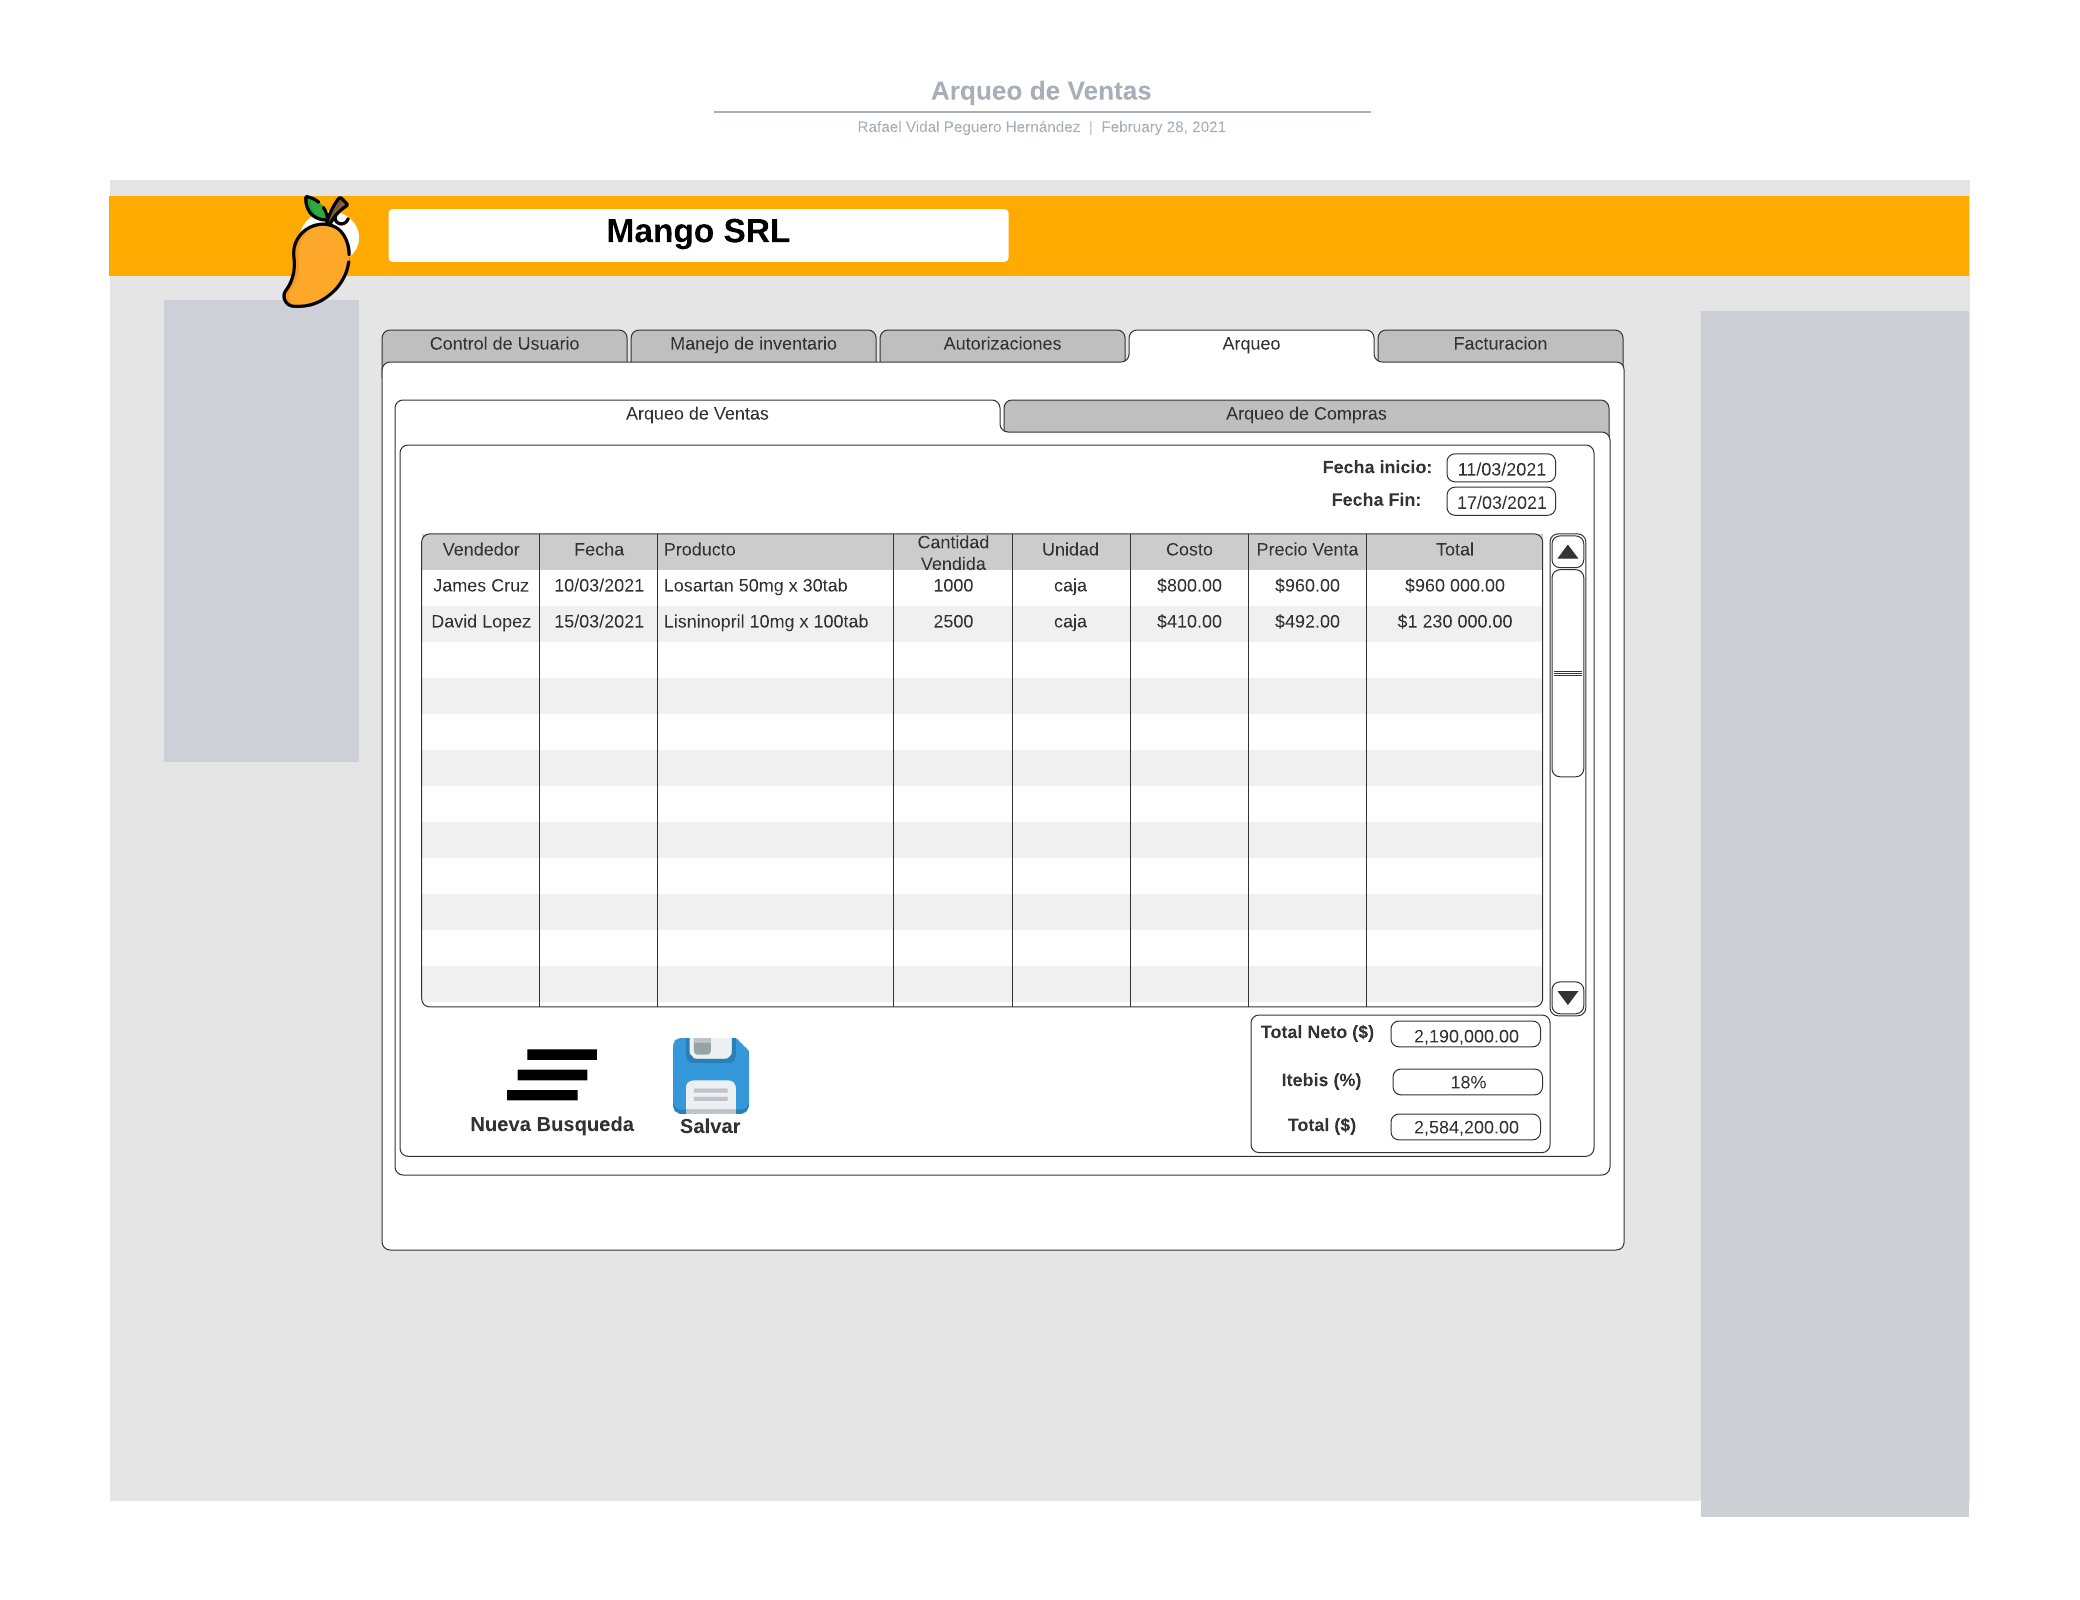 Arqueo de Ventas
Rafael Vidal Peguero Hernández | February 28, 2021
Mango SRL
Control de Usuario Manejo de inventario Autorizaciones Arqueo Facturacion
Arqueo de Ventas Arqueo de Compras
Fecha inicio: 11/03/2021
Fecha Fin: 17/03/2021
Vendedor Fecha Producto Cantidad Vendida Unidad Costo Precio Venta Total
James Cruz 10/03/2021 Losartan 50mg x 30tab 1000 caja $800.00 $960.00 $960 000.00
David Lopez 15/03/2021 Lisninopril 10mg x 100tab 2500 caja $410.00 $492.00 $1 230 000.00
Total Neto ($) 2,190,000.00
Itebis (%) 18%
Total ($) 2,584,200.00
Nueva Busqueda Salvar